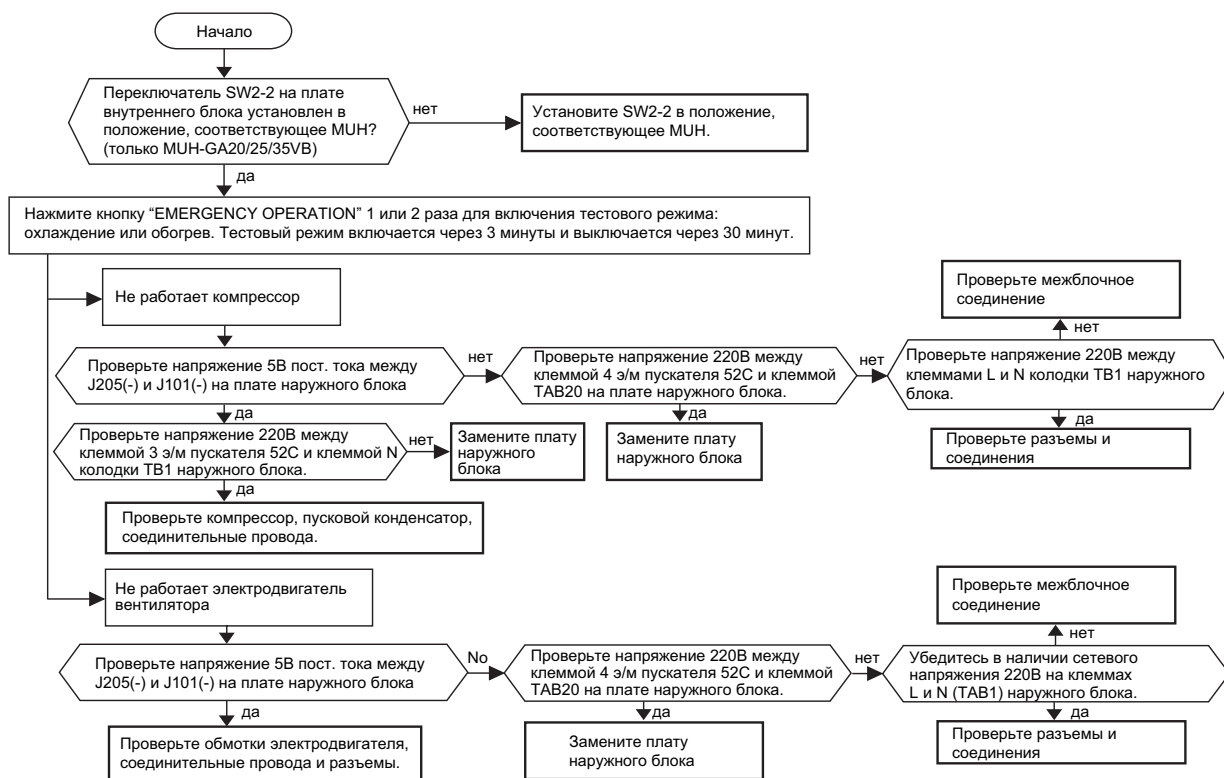 Начало
Переключатель SW2-2 на плате
внутреннего блока установлен в
положение, соответствующее MUH?
(только MUH-GA20/25/35VB)
нет
Установите SW2-2 в положение,
соответствующее MUH.
да
Нажмите кнопку “EMERGENCY OPERATION” 1 или 2 раза для включения тестового режима:
охлаждение или обогрев. Тестовый режим включается через 3 минуты и выключается через 30 минут.
Не работает компрессор
Проверьте межблочное
соединение
нет
Проверьте напряжение 5В пост. тока между
J205(-) и J101(-) на плате наружного блока
нет
Проверьте напряжение 220В между
клеммой 4 э/м пускателя 52С и клеммой
TAB20 на плате наружного блока.
нет
Проверьте напряжение 220В между
клеммами L и N колодки TB1 наружного
блока.
да
да
да
Проверьте напряжение 220В между
клеммой 3 э/м пускателя 52С и клеммой N
колодки TB1 наружного блока.
нет
Замените плату
наружного
блока
Замените плату
наружного блока
Проверьте разъемы и
соединения
да
Проверьте компрессор, пусковой конденсатор,
соединительные провода.
Не работает электродвигатель
вентилятора
Проверьте межблочное
соединение
нет
Проверьте напряжение 5В пост. тока между
J205(-) и J101(-) на плате наружного блока
No
Проверьте напряжение 220В между
клеммой 4 э/м пускателя 52С и клеммой
TAB20 на плате наружного блока.
нет
Убедитесь в наличии сетевого
напряжения 220В на клеммах
L и N (TAB1) наружного блока.
да
да
Проверьте обмотки электродвигателя,
соединительные провода и разъемы.
Замените плату
наружного блока
Проверьте разъемы и
соединения